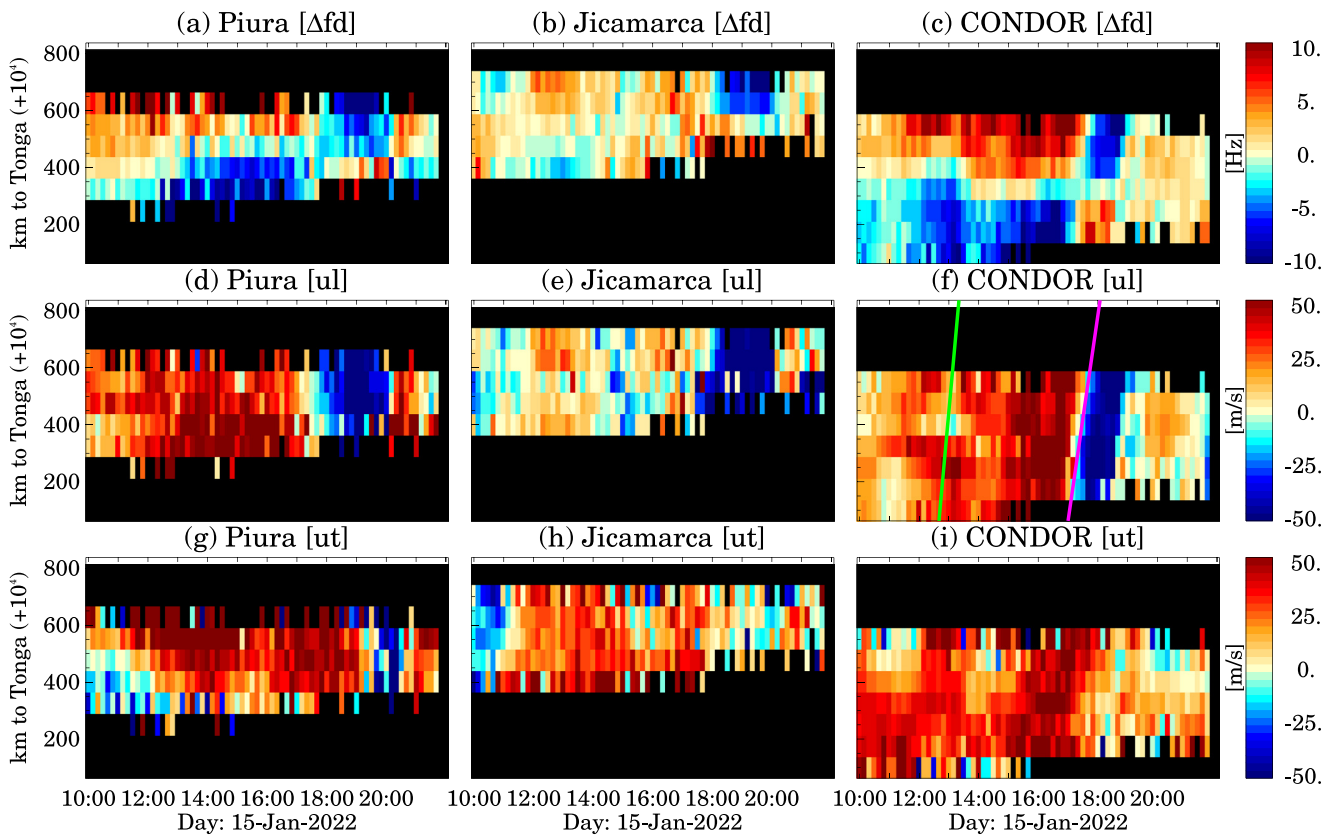 (a) Piura [Δfd] (b) Jicamarca [Δfd] (c) CONDOR [Δfd]
800 600 400 200
km to Tonga (+10⁴)
10. 5. 0. -5. -10.
[Hz]
(d) Piura [ul] (e) Jicamarca [ul] (f) CONDOR [ul]
800 600 400 200
km to Tonga (+10⁴)
50. 25. 0. -25. -50.
[m/s]
(g) Piura [ut] (h) Jicamarca [ut] (i) CONDOR [ut]
800 600 400 200
km to Tonga (+10⁴)
50. 25. 0. -25. -50.
[m/s]
10:00 12:00 14:00 16:00 18:00 20:00 10:00 12:00 14:00 16:00 18:00 20:00 10:00 12:00 14:00 16:00 18:00 20:00
Day: 15-Jan-2022 Day: 15-Jan-2022 Day: 15-Jan-2022